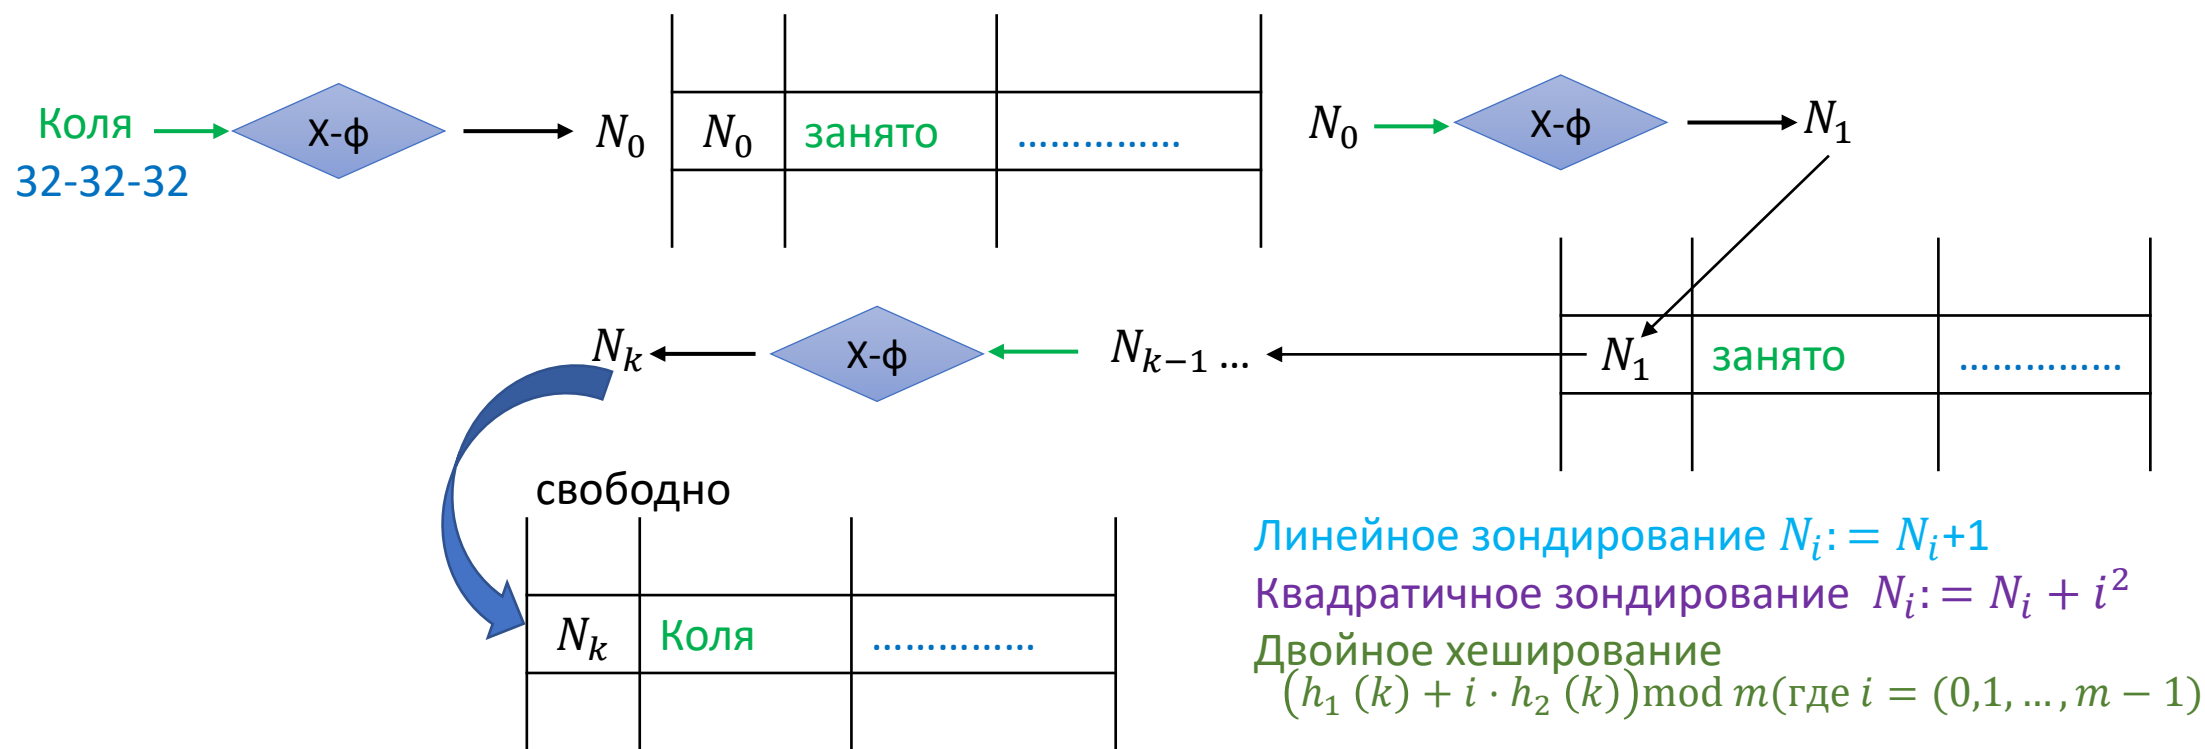 Коля
32-32-32
Х-ф
N₀
N₀ занято ...............
N₀
Х-ф
N₁
N₁ занято ...............
Nₖ₋₁ ...
Х-ф
Nₖ
свободно
Nₖ Коля ...............
Линейное зондирование Nᵢ: = Nᵢ+1
Квадратичное зондирование Nᵢ: = Nᵢ + i²
Двойное хеширование
(h₁ (k) + i · h₂ (k))mod m(где i = (0,1, … , m − 1)